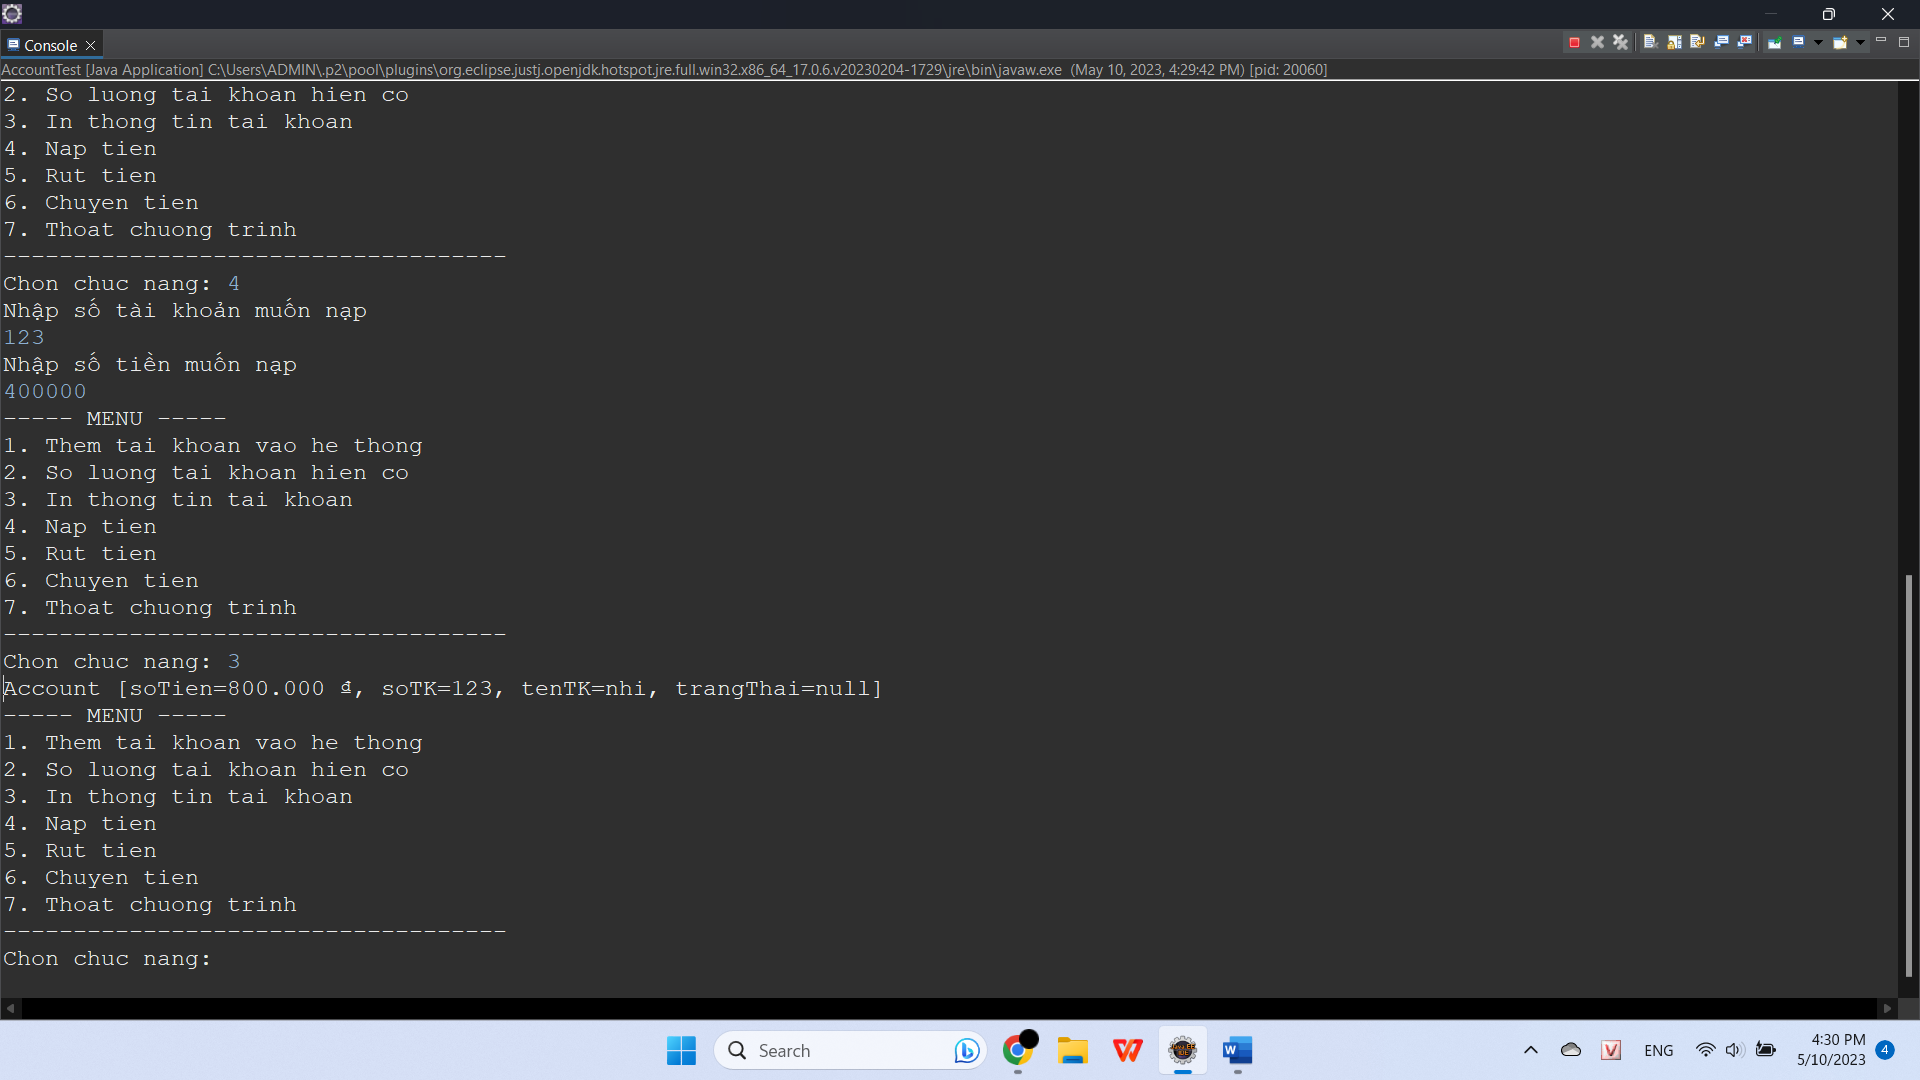 Console
AccountTest [Java Application] C:\Users\ADMIN\.p2\pool\plugins\org.eclipse.justj.openjdk.hotspot.jre.full.win32.x86_64_17.0.6.v20230204-1729\jre\bin\javaw.exe (May 10, 2023, 4:29:42 PM) [pid: 20060]
2. So luong tai khoan hien co
3. In thong tin tai khoan
4. Nap tien
5. Rut tien
6. Chuyen tien
7. Thoat chuong trinh
------------------------------------
Chon chuc nang: 4
Nhập số tài khoản muốn nạp
123
Nhập số tiền muốn nạp
400000
----- MENU -----
1. Them tai khoan vao he thong
2. So luong tai khoan hien co
3. In thong tin tai khoan
4. Nap tien
5. Rut tien
6. Chuyen tien
7. Thoat chuong trinh
------------------------------------
Chon chuc nang: 3
Account [soTien=800.000 ₫, soTK=123, tenTK=nhi, trangThai=null]
----- MENU -----
1. Them tai khoan vao he thong
2. So luong tai khoan hien co
3. In thong tin tai khoan
4. Nap tien
5. Rut tien
6. Chuyen tien
7. Thoat chuong trinh
------------------------------------
Chon chuc nang:
Search
ENG
4:30 PM
5/10/2023
4